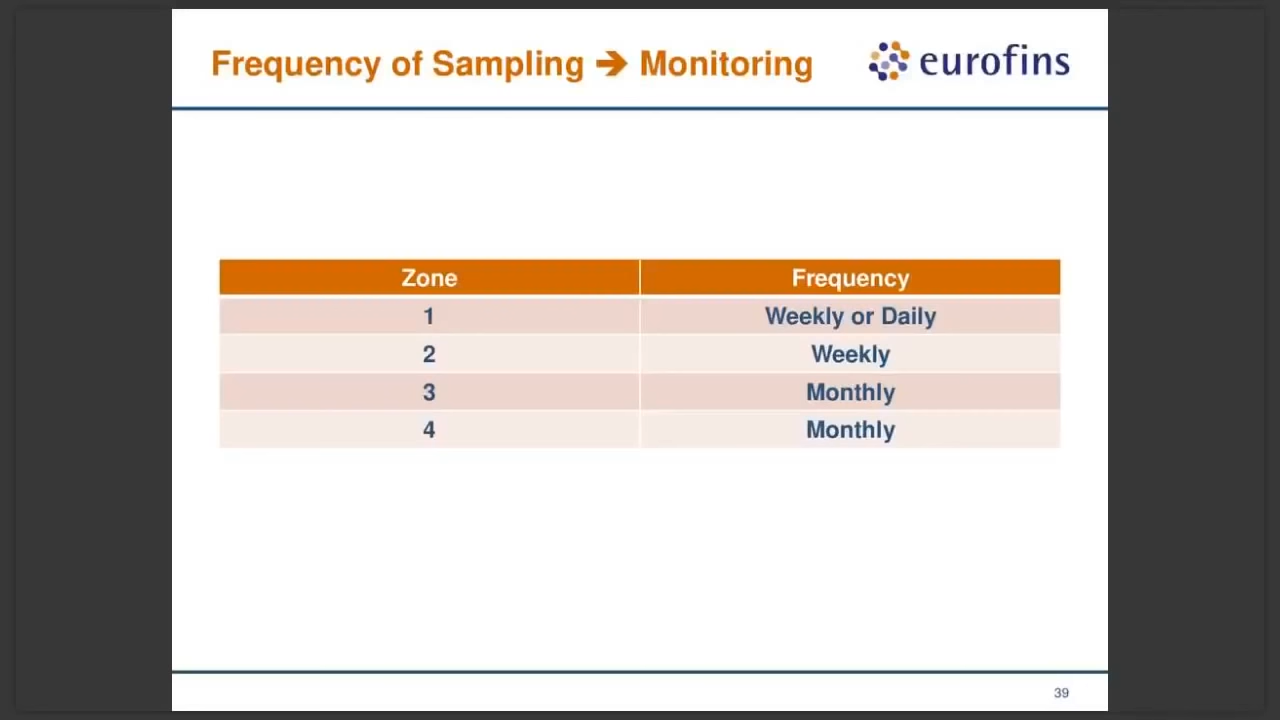 Frequency of Sampling ➔ Monitoring
eurofins
Zone Frequency
1 Weekly or Daily
2 Weekly
3 Monthly
4 Monthly
39